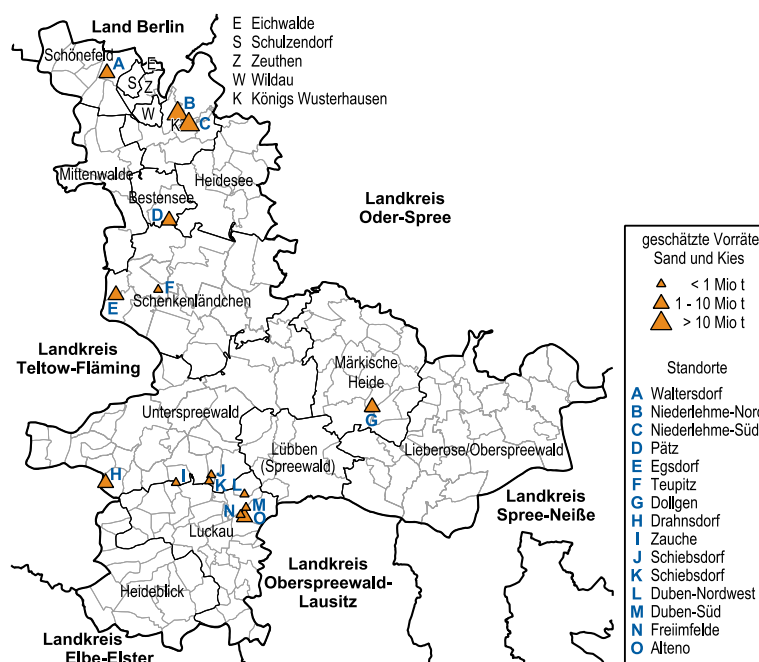 Land Berlin
E Eichwalde
S Schulzendorf
Z Zeuthen
W Wildau
K Königs Wusterhausen
Schönefeld
A
E
S
Z
W
B
K
C
Mittenwalde
Heidesee
Bestensee
D
Landkreis
Oder-Spree
E
F
Schenkenländchen
Landkreis
Teltow-Fläming
Märkische
Heide
G
Unterspreewald
Lübben
(Spreewald)
Lieberose/Oberspreewald
H
I
J
K
L
M
N
O
Luckau
Heideblick
Landkreis
Spree-Neiße
Landkreis
Oberspreewald-
Lausitz
Landkreis
Elbe-Elster
geschätzte Vorräte
Sand und Kies
< 1 Mio t
1 - 10 Mio t
> 10 Mio t
Standorte
A Waltersdorf
B Niederlehme-Nord
C Niederlehme-Süd
D Pätz
E Egsdorf
F Teupitz
G Dollgen
H Drahnsdorf
I Zauche
J Schiebsdorf
K Schiebsdorf
L Duben-Nordwest
M Duben-Süd
N Freiimfelde
O Alteno